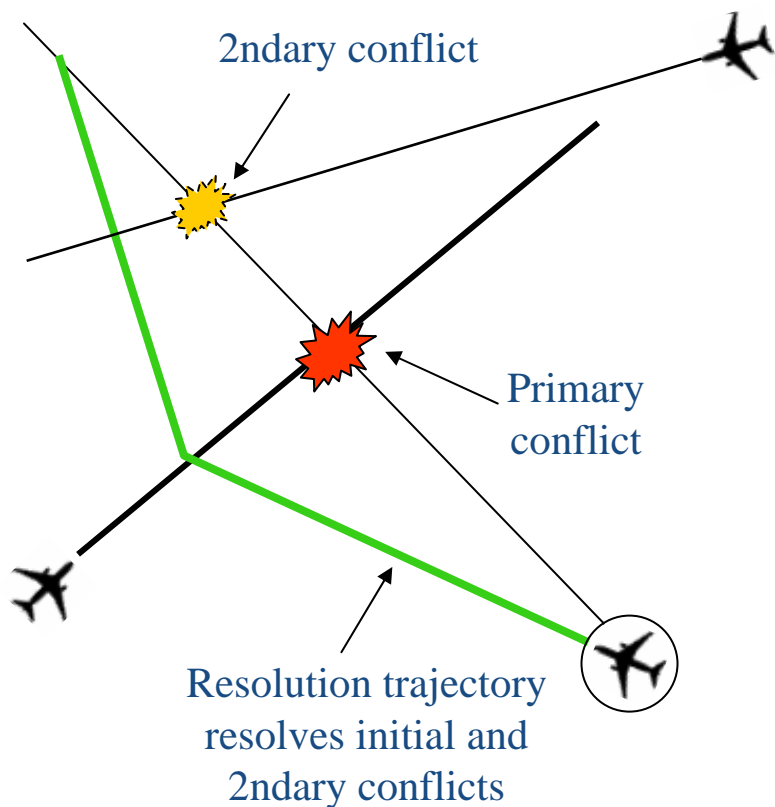 2ndary conflict
Primary
conflict
Resolution trajectory
resolves initial and
2ndary conflicts